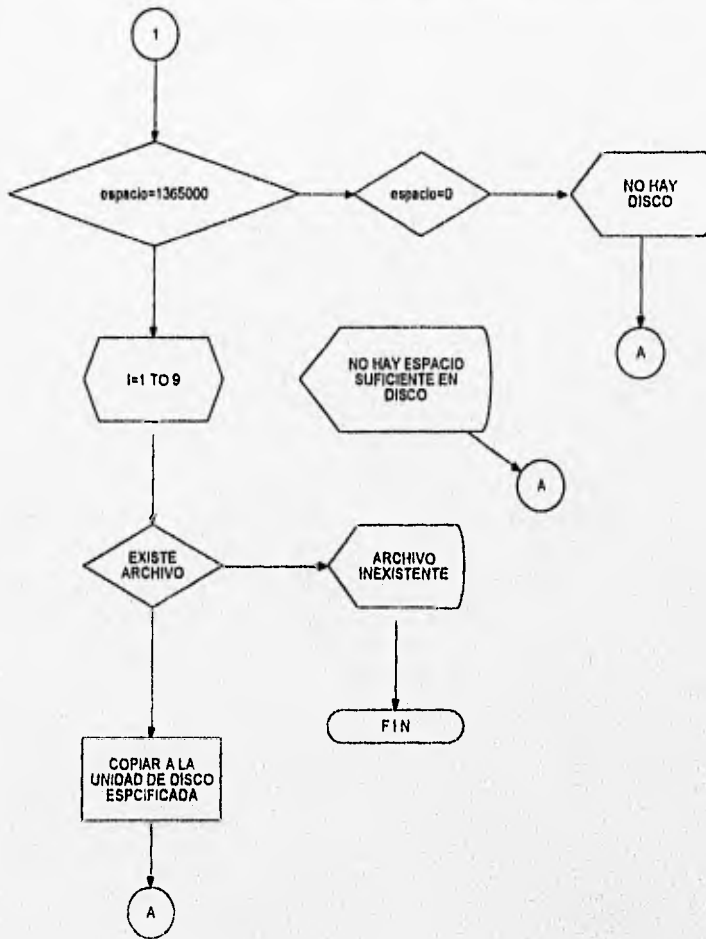 1
espacio=1365000
espacio=0
NO HAY
DISCO
A
I=1 TO 9
NO HAY ESPACIO
SUFICIENTE EN
DISCO
A
EXISTE
ARCHIVO
ARCHIVO
INEXISTENTE
FIN
COPIAR A LA
UNIDAD DE DISCO
ESPCIFICADA
A